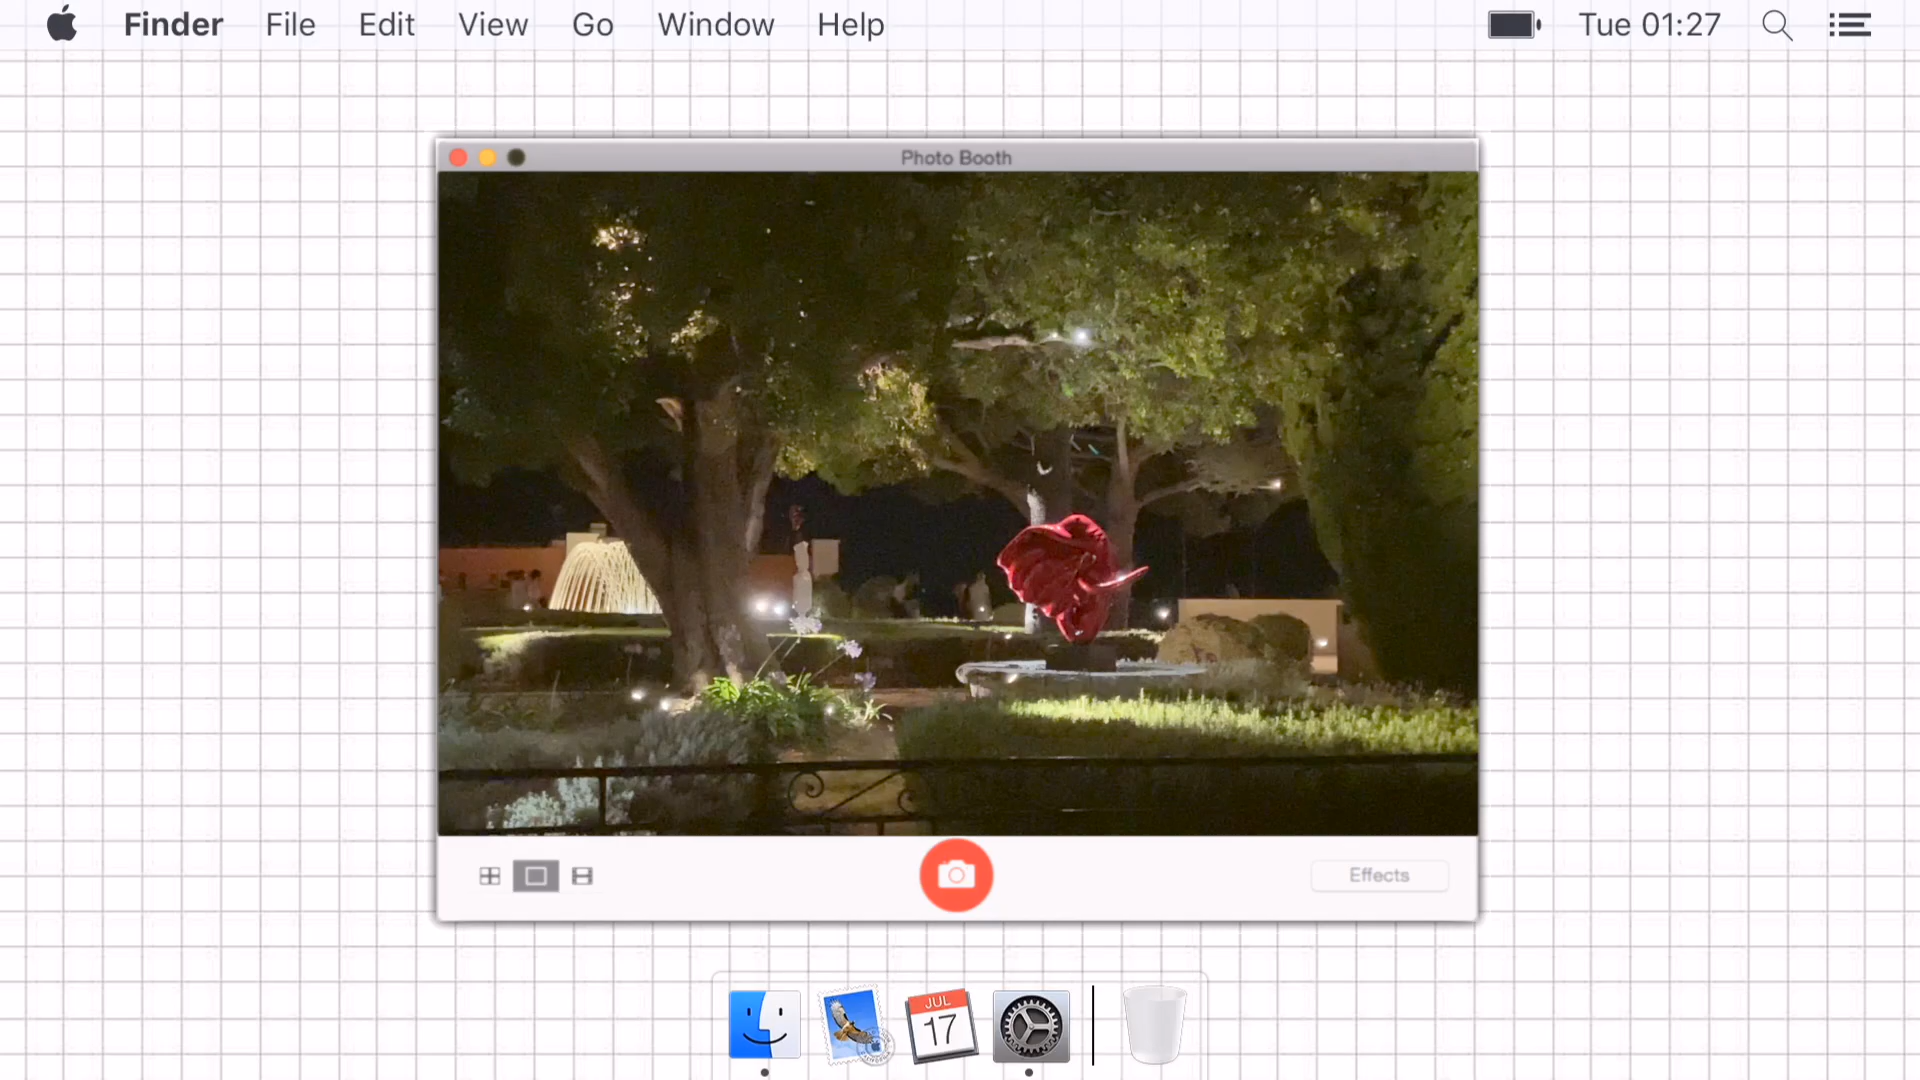 Finder File Edit View Go Window Help Tue 01:27
Photo Booth
Effects
JUL
17